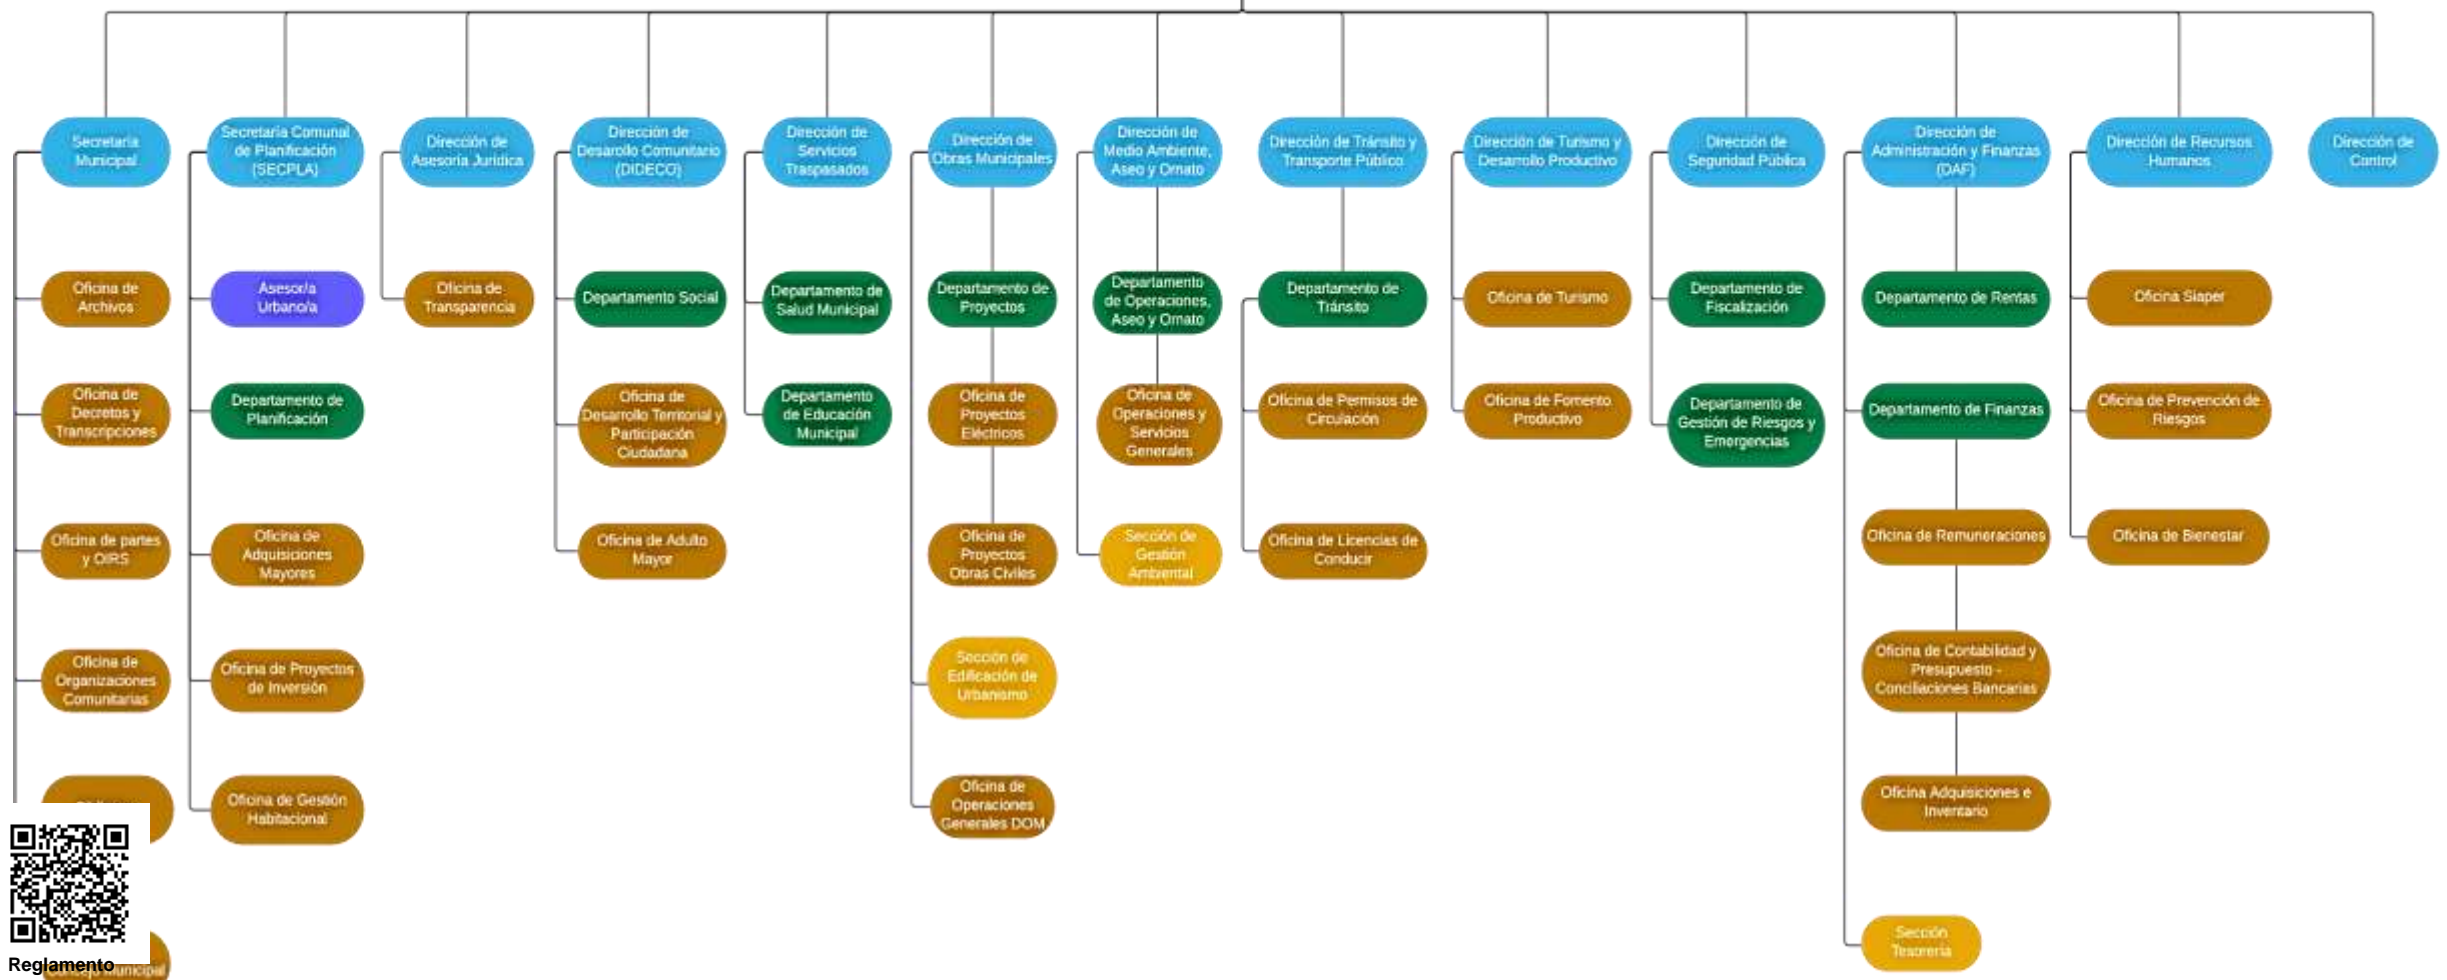 Secretaría
Municipal
Secretaría Comunal
de Planificación
(SECPLA)
Dirección de
Asesoría Jurídica
Dirección de
Desarollo Comunitario
(DIDECO)
Dirección de
Servicios
Traspasados
Dirección de
Obras Municipales
Dirección de
Medio Ambiente,
Aseo y Ornato
Dirección de Tránsito y
Transporte Público
Dirección de Turismo y
Desarrollo Productivo
Dirección de
Seguridad Pública
Dirección de
Administración y Finanzas
(DAF)
Dirección de Recursos
Humanos
Dirección de
Control
Oficina de
Archivos
Asesor/a
Urbano/a
Oficina de
Transparencia
Departamento Social
Departamento de
Salud Municipal
Departamento de
Proyectos
Departamento
de Operaciones,
Aseo y Ornato
Departamento de
Tránsito
Oficina de Turismo
Departamento de
Fiscalización
Departamento de Rentas
Oficina Siaper
Oficina de
Decretos y
Transcripciones
Departamento de
Planificación
Oficina de
Desarrollo Territorial y
Participación
Ciudadana
Departamento
de Educación
Municipal
Oficina de
Proyectos
Eléctricos
Oficina de
Operaciones y
Servicios
Generales
Oficina de Permisos de
Circulación
Oficina de Fomento
Productivo
Departamento de
Gestión de Riesgos y
Emergencias
Departamento de Finanzas
Oficina de Prevención de
Riesgos
Oficina de partes
y OIRS
Oficina de
Adquisiciones
Mayores
Oficina de Adulto
Mayor
Oficina de
Proyectos
Obras Civiles
Sección de
Gestión
Ambiental
Oficina de Licencias de
Conducir
Oficina de Remuneraciones
Oficina de Bienestar
Oficina de
Organizaciones
Comunitarias
Oficina de Proyectos
de Inversión
Sección de
Edificación de
Urbanismo
Oficina de Contabilidad y
Presupuesto -
Conciliaciones Bancarias
Oficina de Gestión
Habitacional
Oficina de
Operaciones
Generales DOM
Oficina Adquisiciones e
Inventario
Sección
Tesorería
Reglamento
Municipal